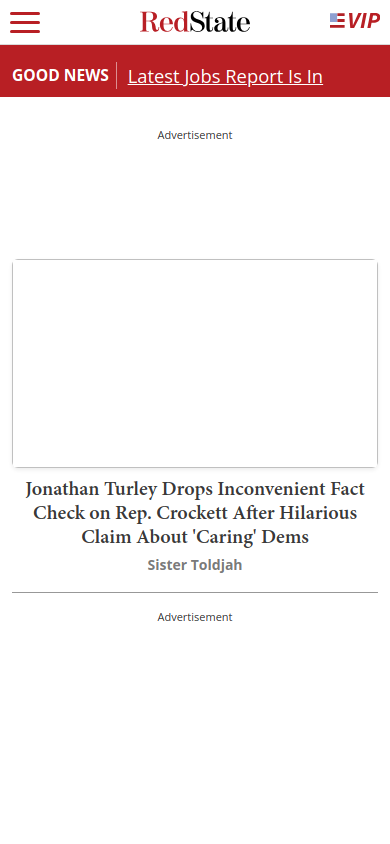 RedState
VIP
GOOD NEWS
Latest Jobs Report Is In
Advertisement
Jonathan Turley Drops Inconvenient Fact
Check on Rep. Crockett After Hilarious
Claim About 'Caring' Dems
Sister Toldjah
Advertisement